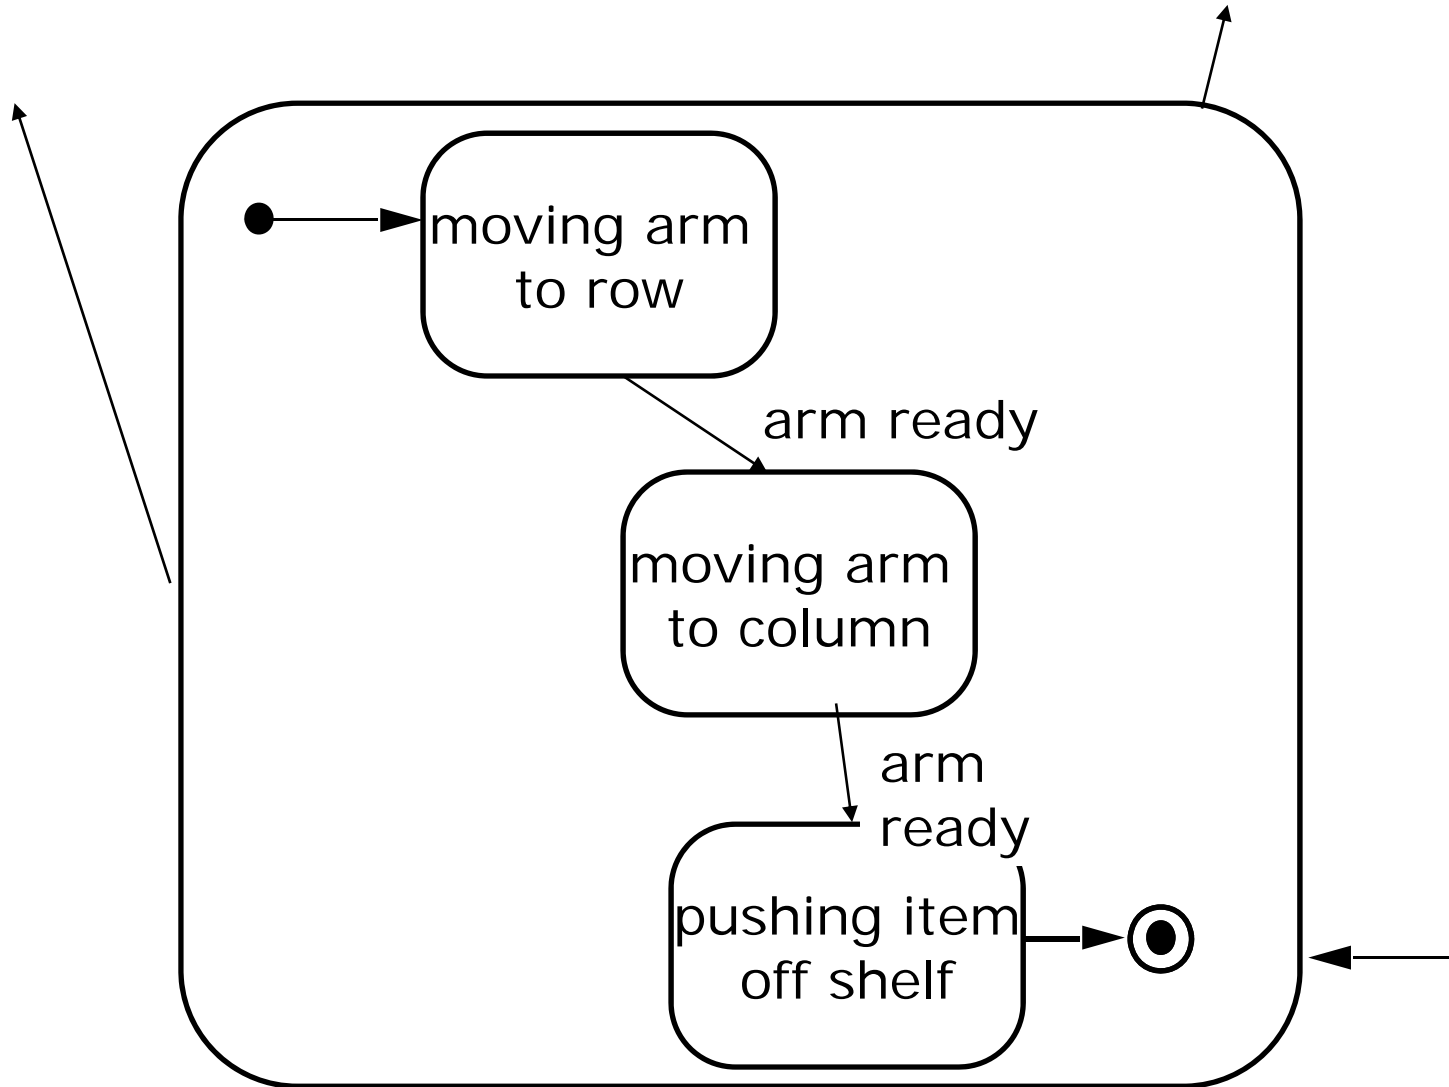 moving arm
to row
arm ready
moving arm
to column
arm
ready
pushing item
off shelf